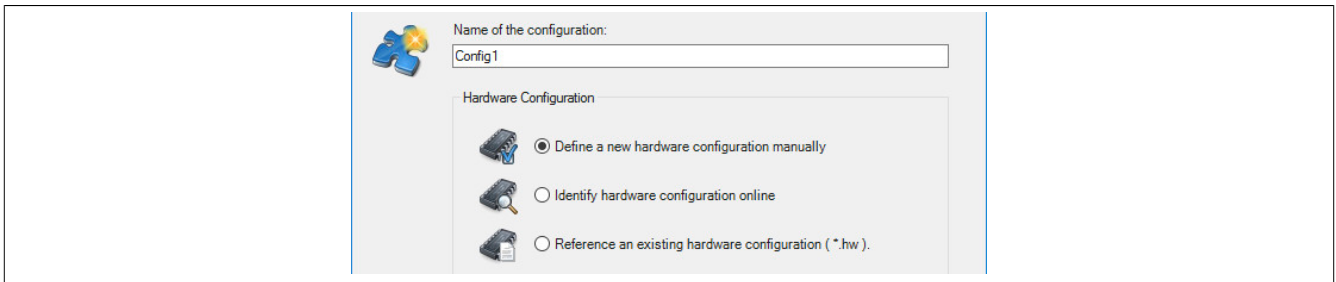 Name of the configuration:
Config1
Hardware Configuration
Define a new hardware configuration manually
Identify hardware configuration online
Reference an existing hardware configuration ( *.hw ).